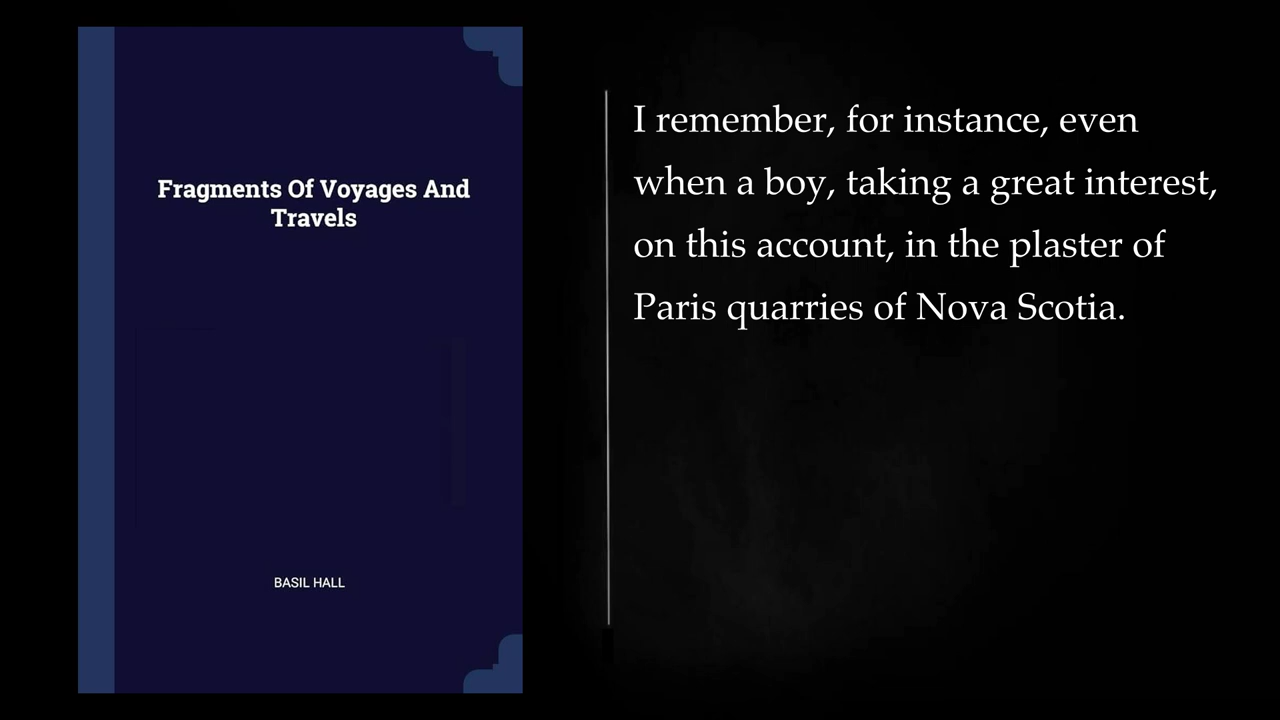 Fragments Of Voyages And
Travels
BASIL HALL
I remember, for instance, even
when a boy, taking a great interest,
on this account, in the plaster of
Paris quarries of Nova Scotia.